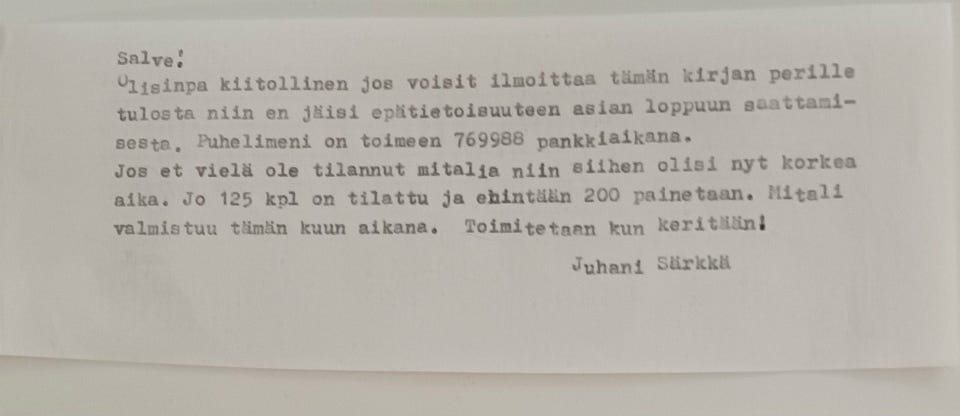 Salve!
Olisinpa kiitollinen jos voisit ilmoittaa tämän kirjan perille
tulosta niin en jäisi epätietoisuuteen asian loppuun saattami-
sesta. Puhelimeni on toimeen 769988 pankkiaikana.
Jos et vielä ole tilannut mitalia niin siihen olisi nyt korkea
aika. Jo 125 kpl on tilattu ja ehintään 200 painetaan. Mitali
valmistuu tämän kuun aikana.  Toimitetaan kun keritään!
Juhani Särkkä